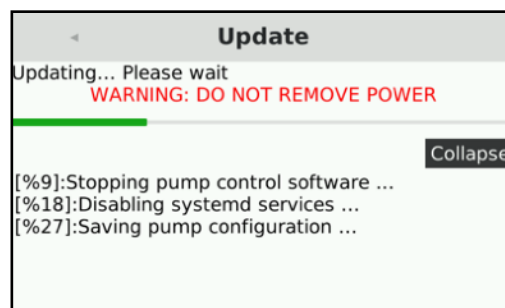 Update
Updating... Please wait
WARNING: DO NOT REMOVE POWER
Collapse
[%9]:Stopping pump control software ...
[%18]:Disabling systemd services ...
[%27]:Saving pump configuration ...